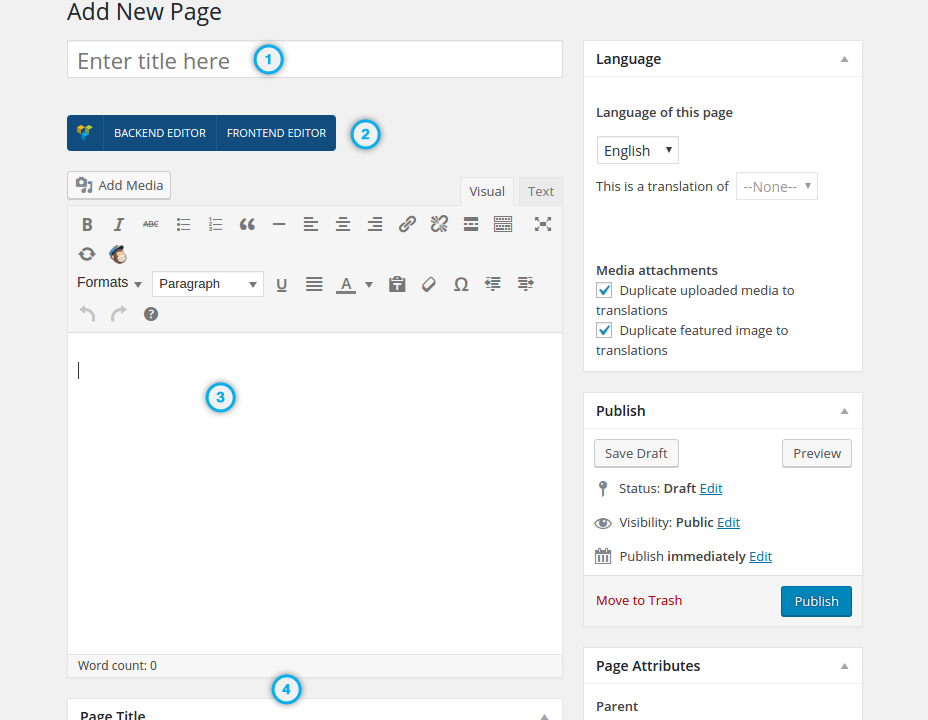 Add New Page
Enter title here
1
BACKEND EDITOR FRONTEND EDITOR
2
Add Media
Visual Text
B I ABC
Formats Paragraph U A T Ω
?
3
Word count: 0
4
Page Title
Language
Language of this page
English
This is a translation of --None--
Media attachments
Duplicate uploaded media to
translations
Duplicate featured image to
translations
Publish
Save Draft Preview
Status: Draft Edit
Visibility: Public Edit
Publish immediately Edit
Move to Trash Publish
Page Attributes
Parent